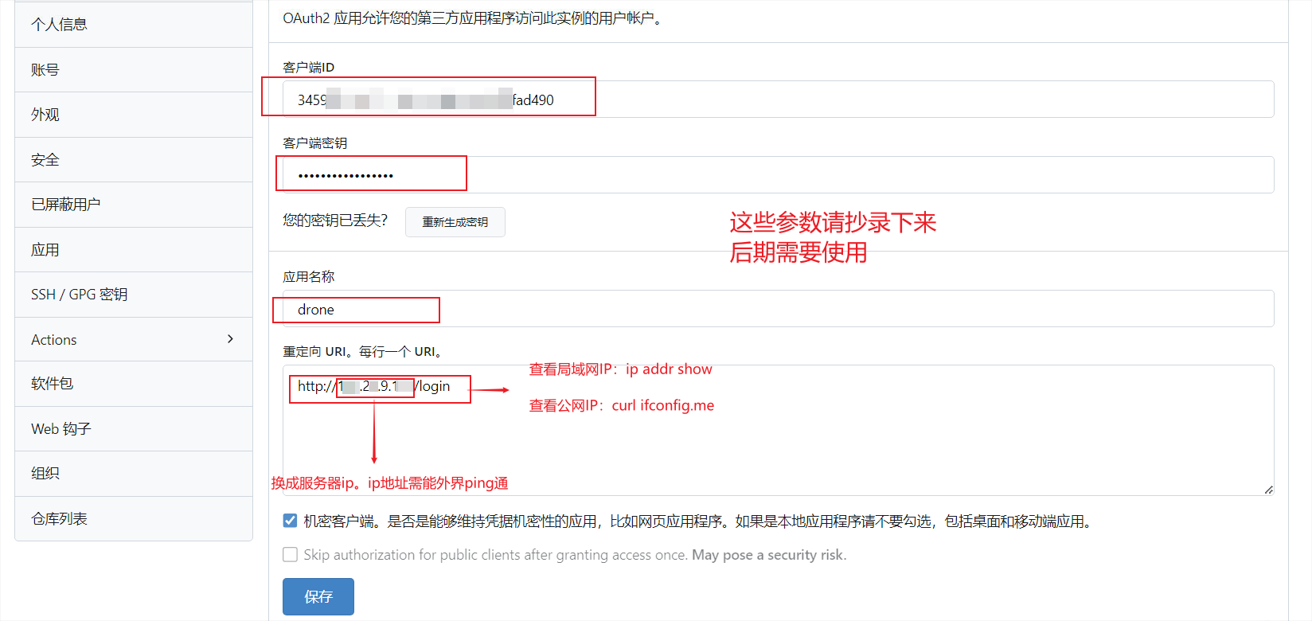 个人信息
账号
外观
安全
已屏蔽用户
应用
SSH / GPG 密钥
Actions
软件包
Web 钩子
组织
仓库列表
OAuth2 应用允许您的第三方应用程序访问此实例的用户帐户。
客户端ID
3459 fad490
客户端密钥
•••••••••••••••••
您的密钥已丢失？ 重新生成密钥
这些参数请抄录下来
后期需要使用
应用名称
drone
重定向 URI。每行一个 URI。
http://1 .2 .9.1 /login
查看局域网IP：ip addr show
查看公网IP：curl ifconfig.me
换成服务器ip。ip地址需能外界ping通
机密客户端。是否是能够维持凭据机密性的应用，比如网页应用程序。如果是本地应用程序请不要勾选，包括桌面和移动端应用。
Skip authorization for public clients after granting access once. May pose a security risk.
保存